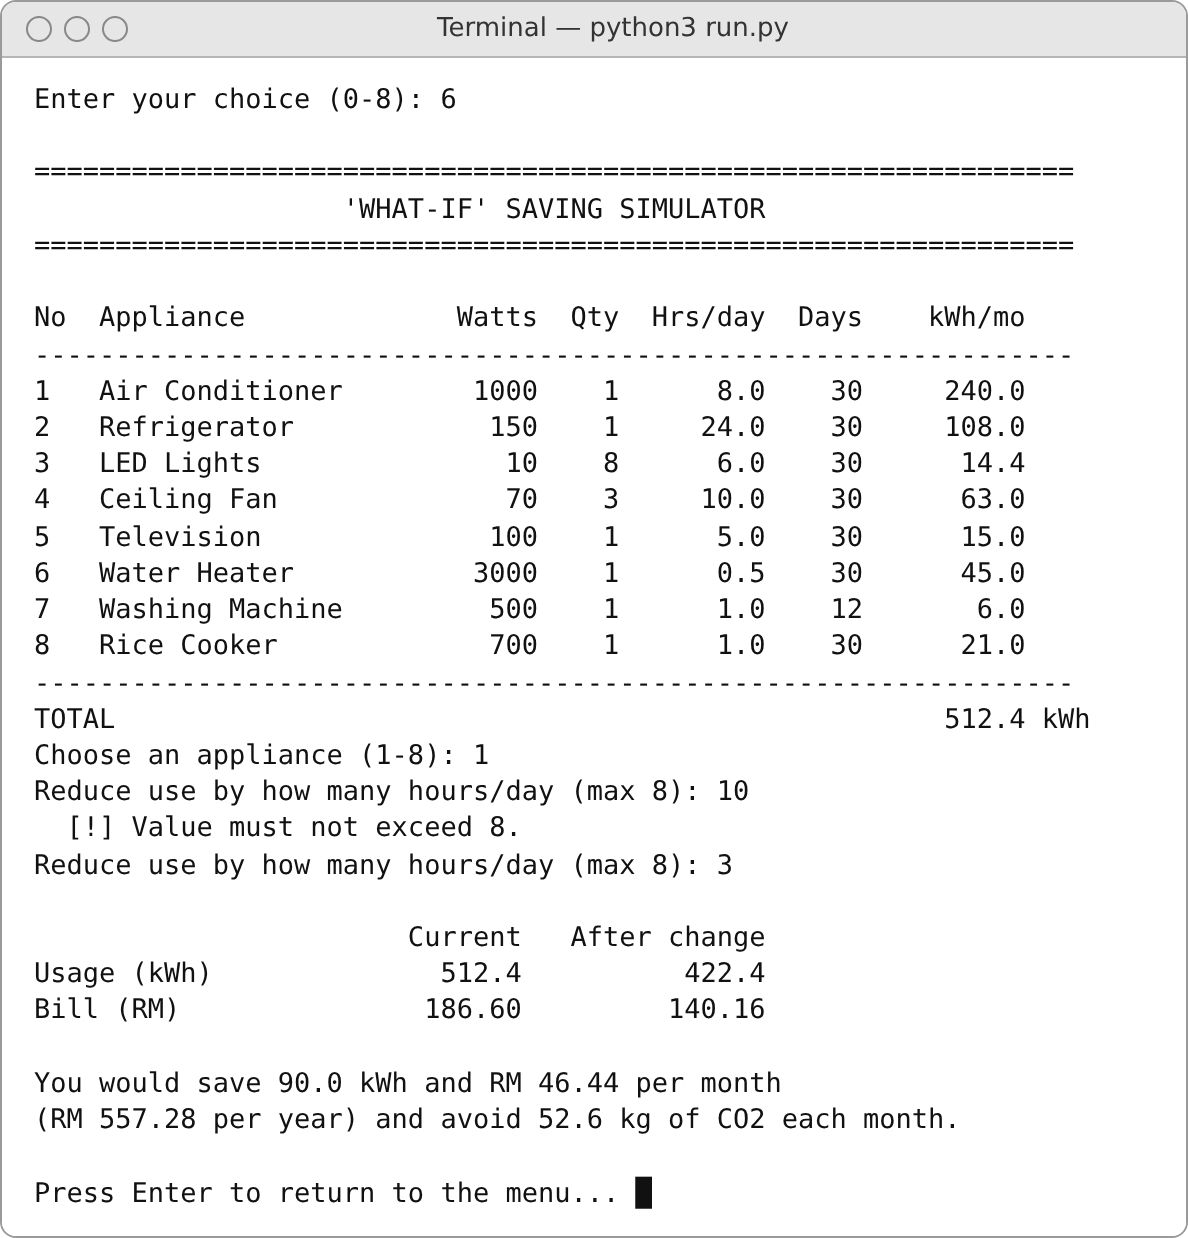 Terminal — python3 run.py
Enter your choice (0-8): 6
================================================================
                   'WHAT-IF' SAVING SIMULATOR
================================================================
No  Appliance             Watts  Qty  Hrs/day  Days    kWh/mo
----------------------------------------------------------------
1   Air Conditioner        1000    1      8.0    30     240.0
2   Refrigerator            150    1     24.0    30     108.0
3   LED Lights               10    8      6.0    30      14.4
4   Ceiling Fan              70    3     10.0    30      63.0
5   Television              100    1      5.0    30      15.0
6   Water Heater           3000    1      0.5    30      45.0
7   Washing Machine         500    1      1.0    12       6.0
8   Rice Cooker             700    1      1.0    30      21.0
----------------------------------------------------------------
TOTAL                                                   512.4 kWh
Choose an appliance (1-8): 1
Reduce use by how many hours/day (max 8): 10
  [!] Value must not exceed 8.
Reduce use by how many hours/day (max 8): 3
                       Current   After change
Usage (kWh)              512.4          422.4
Bill (RM)               186.60         140.16
You would save 90.0 kWh and RM 46.44 per month
(RM 557.28 per year) and avoid 52.6 kg of CO2 each month.
Press Enter to return to the menu...